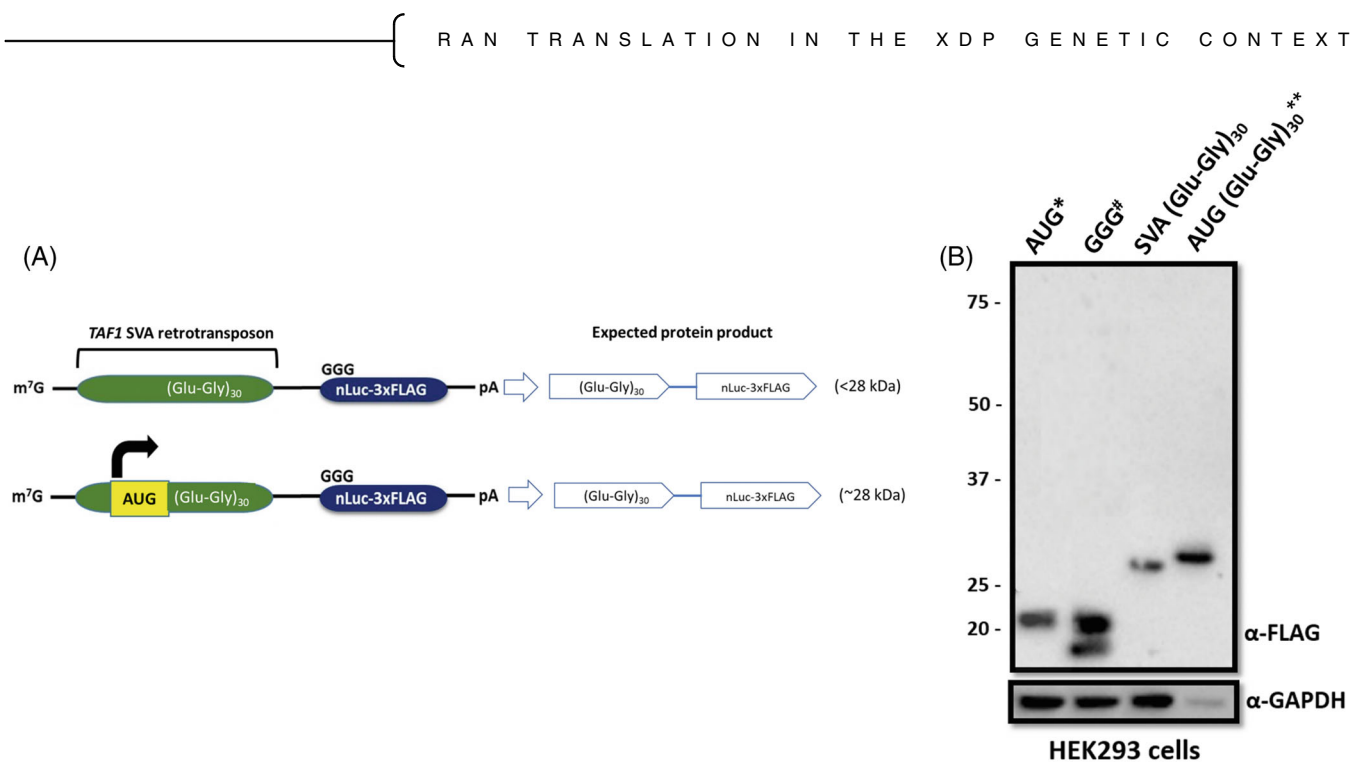 RAN TRANSLATION IN THE XDP GENETIC CONTEXT
(A)
TAF1 SVA retrotransposon
Expected protein product
GGG
m⁷G (Glu-Gly)₃₀ nLuc-3xFLAG pA (Glu-Gly)₃₀ nLuc-3xFLAG (<28 kDa)
GGG
m⁷G AUG (Glu-Gly)₃₀ nLuc-3xFLAG pA (Glu-Gly)₃₀ nLuc-3xFLAG (~28 kDa)
(B)
AUG*
GGG#
SVA (Glu-Gly)₃₀
AUG (Glu-Gly)₃₀**
75 -
50 -
37 -
25 -
20 -
α-FLAG
α-GAPDH
HEK293 cells